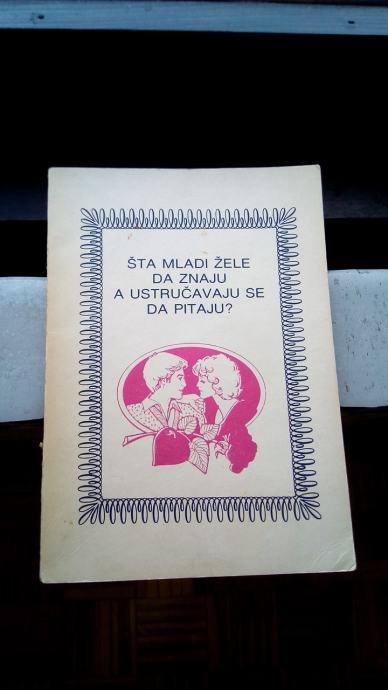 ŠTA MLADI ŽELE
DA ZNAJU
A USTRUČAVAJU SE
DA PITAJU?